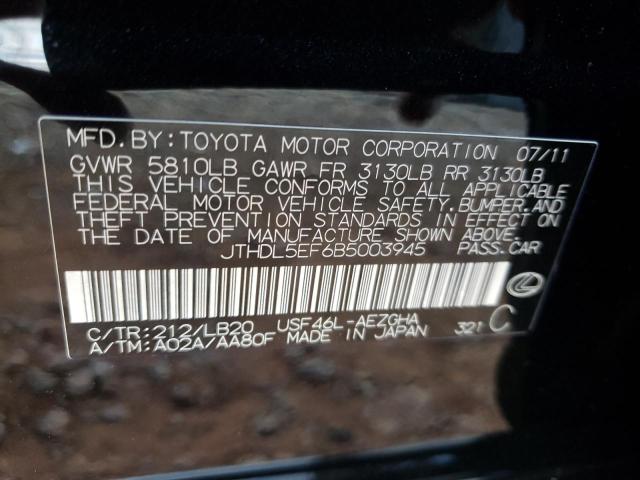 MFD. BY: TOYOTA MOTOR CORPORATION 07/11
GVWR 5810LB GAWR FR 3130LB RR 3130LB
THIS VEHICLE CONFORMS TO ALL APPLICABLE
FEDERAL MOTOR VEHICLE SAFETY, BUMPER, AND
THEFT PREVENTION STANDARDS IN EFFECT ON
THE DATE OF MANUFACTURE SHOWN ABOVE.
JTHDL5EF6B5003945 PASS. CAR
C/TR: 212/LB20 USF46L-AEZGHA
A/TM: A02A/AA80F MADE IN JAPAN 321 C